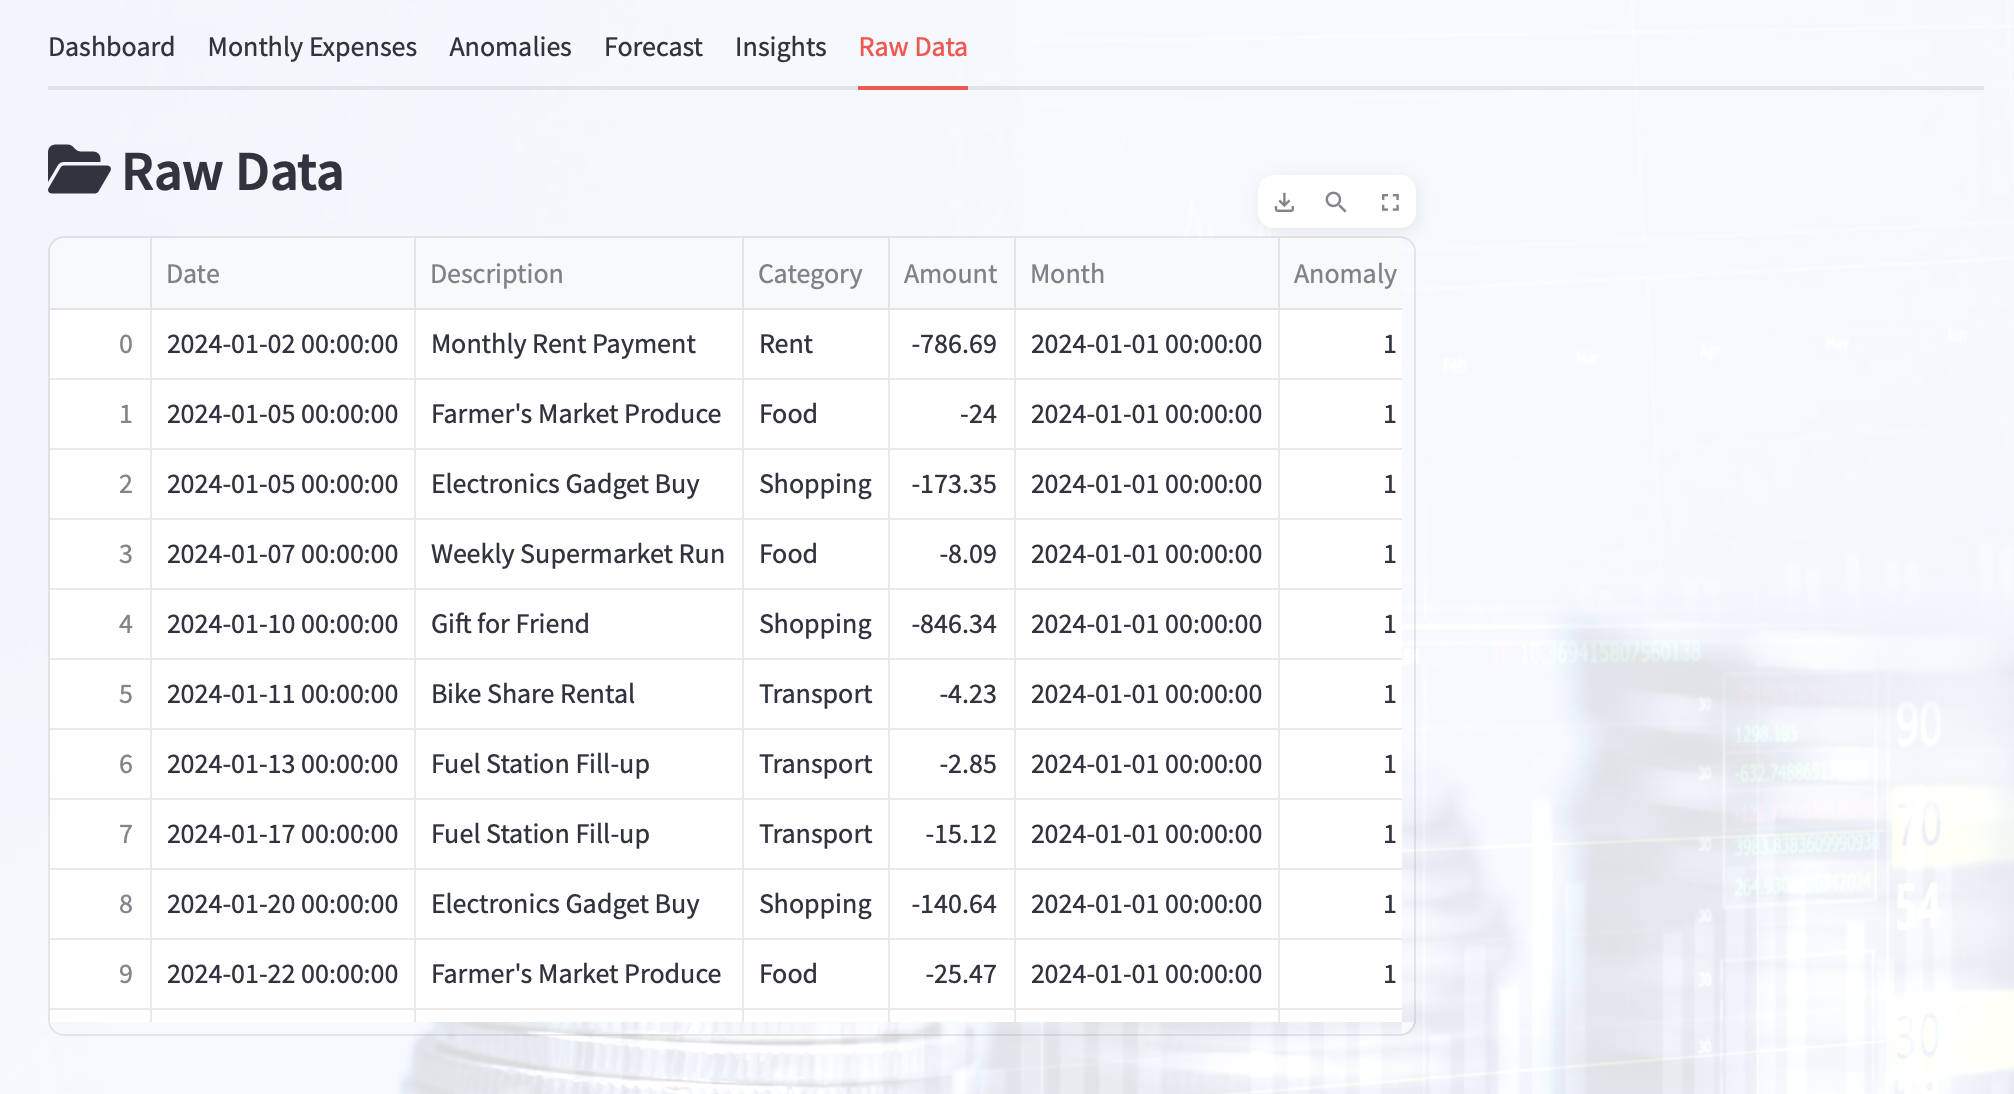 Dashboard Monthly Expenses Anomalies Forecast Insights Raw Data
Raw Data
Date Description Category Amount Month Anomaly
0 2024-01-02 00:00:00 Monthly Rent Payment Rent -786.69 2024-01-01 00:00:00 1
1 2024-01-05 00:00:00 Farmer's Market Produce Food -24 2024-01-01 00:00:00 1
2 2024-01-05 00:00:00 Electronics Gadget Buy Shopping -173.35 2024-01-01 00:00:00 1
3 2024-01-07 00:00:00 Weekly Supermarket Run Food -8.09 2024-01-01 00:00:00 1
4 2024-01-10 00:00:00 Gift for Friend Shopping -846.34 2024-01-01 00:00:00 1
5 2024-01-11 00:00:00 Bike Share Rental Transport -4.23 2024-01-01 00:00:00 1
6 2024-01-13 00:00:00 Fuel Station Fill-up Transport -2.85 2024-01-01 00:00:00 1
7 2024-01-17 00:00:00 Fuel Station Fill-up Transport -15.12 2024-01-01 00:00:00 1
8 2024-01-20 00:00:00 Electronics Gadget Buy Shopping -140.64 2024-01-01 00:00:00 1
9 2024-01-22 00:00:00 Farmer's Market Produce Food -25.47 2024-01-01 00:00:00 1
90
70
54
30